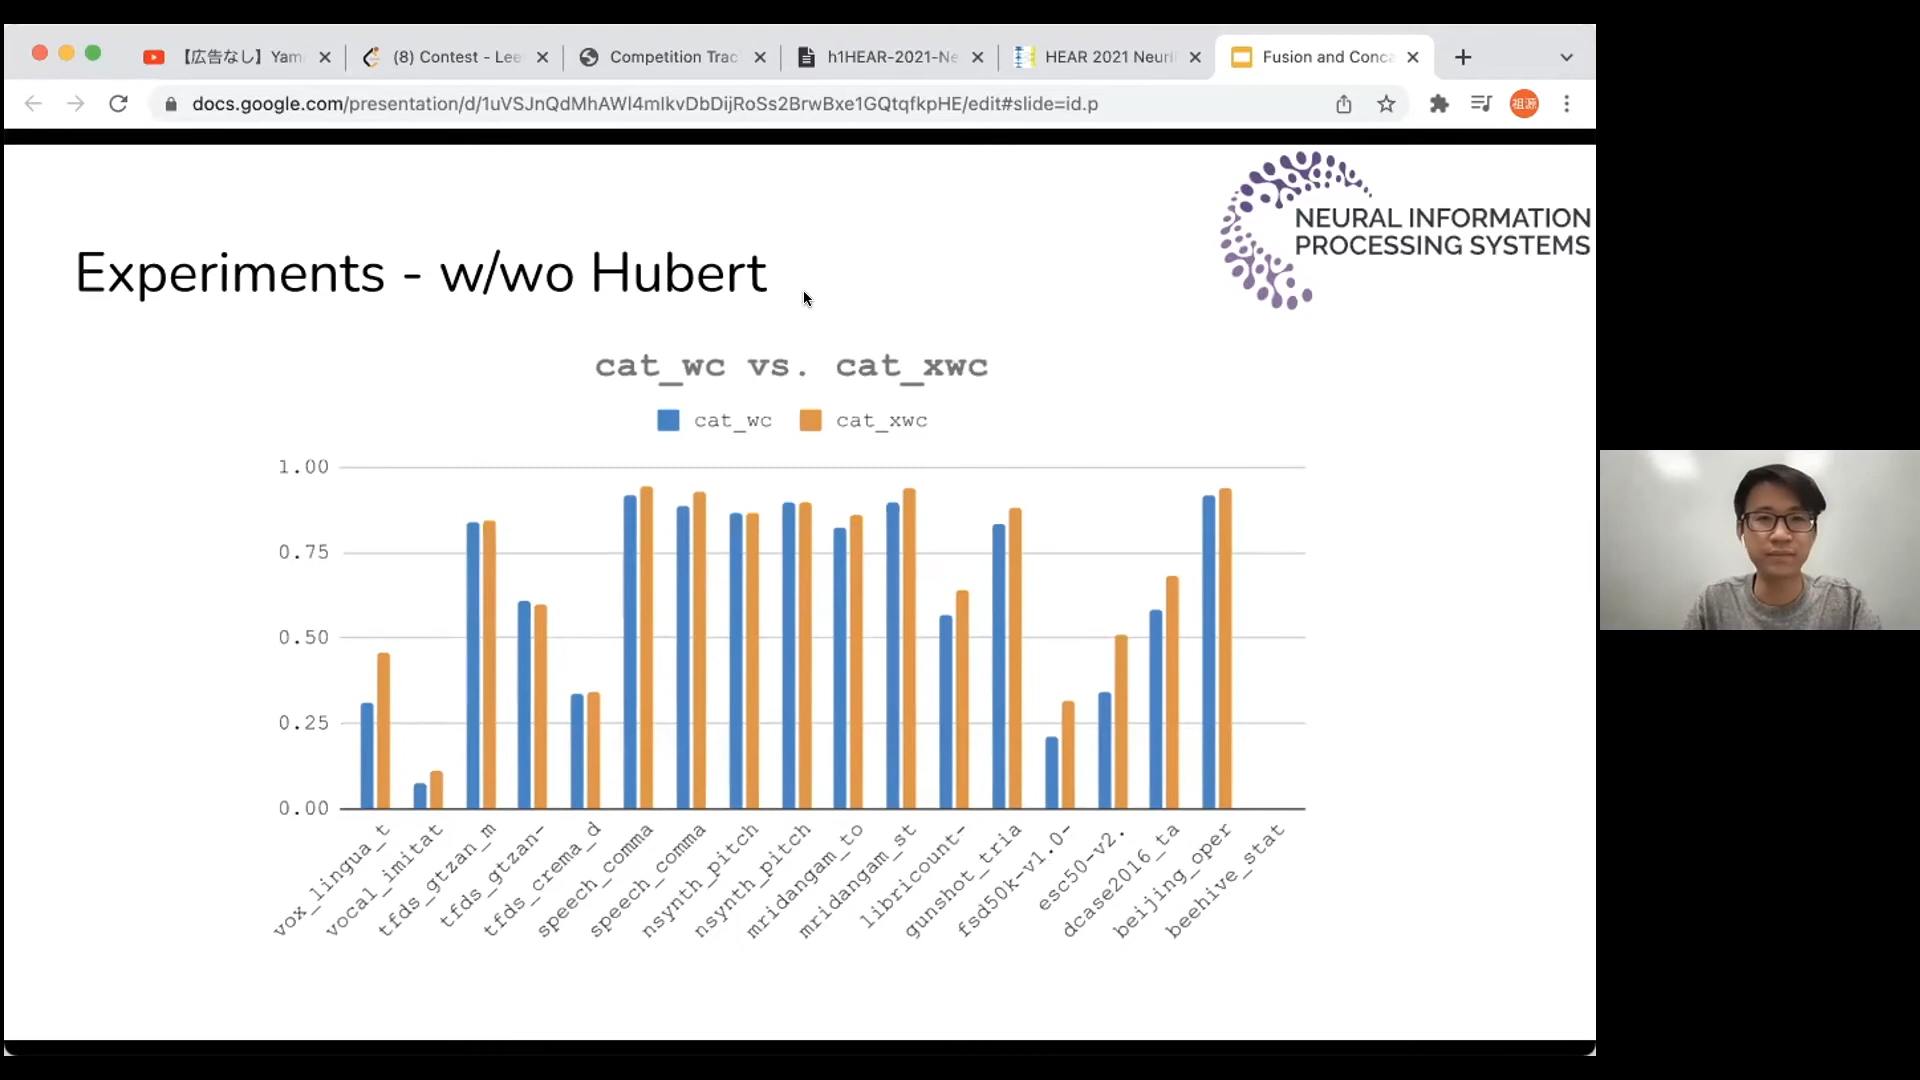 【広告なし】Yam
(8) Contest - Lee
Competition Trac
h1HEAR-2021-Ne
HEAR 2021 Neuri
Fusion and Conca
docs.google.com/presentation/d/1uVSJnQdMhAWl4mlkvDbDijRoSs2BrwBxe1GQtqfkpHE/edit#slide=id.p
祖源
NEURAL INFORMATION
PROCESSING SYSTEMS
Experiments - w/wo Hubert
cat_wc vs. cat_xwc
cat_wc
cat_xwc
1.00
0.75
0.50
0.25
0.00
vox_lingua_t
vocal_imitat
tfds_gtzan_m
tfds_gtzan-
tfds_crema_d
speech_comma
speech_comma
nsynth_pitch
nsynth_pitch
mridangam_to
mridangam_st
libricount-
gunshot_tria
fsd50k-v1.0-
esc50-v2.
dcase2016_ta
beijing_oper
beehive_stat